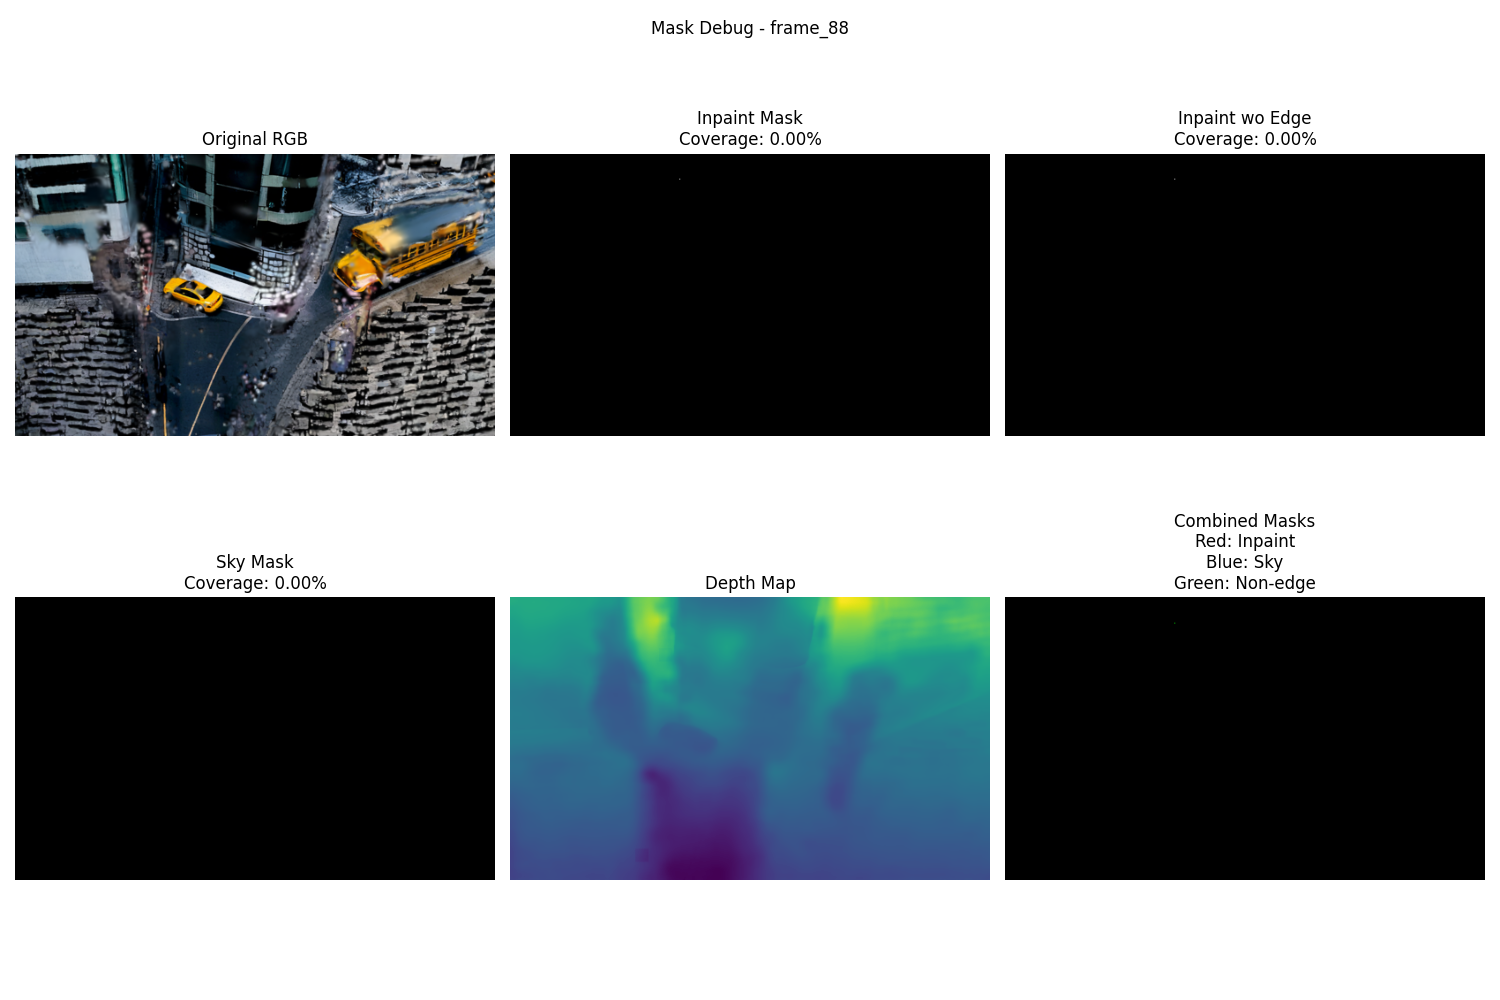 Mask Debug - frame_88
Original RGB
Inpaint Mask
Coverage: 0.00%
Inpaint wo Edge
Coverage: 0.00%
Sky Mask
Coverage: 0.00%
Depth Map
Combined Masks
Red: Inpaint
Blue: Sky
Green: Non-edge